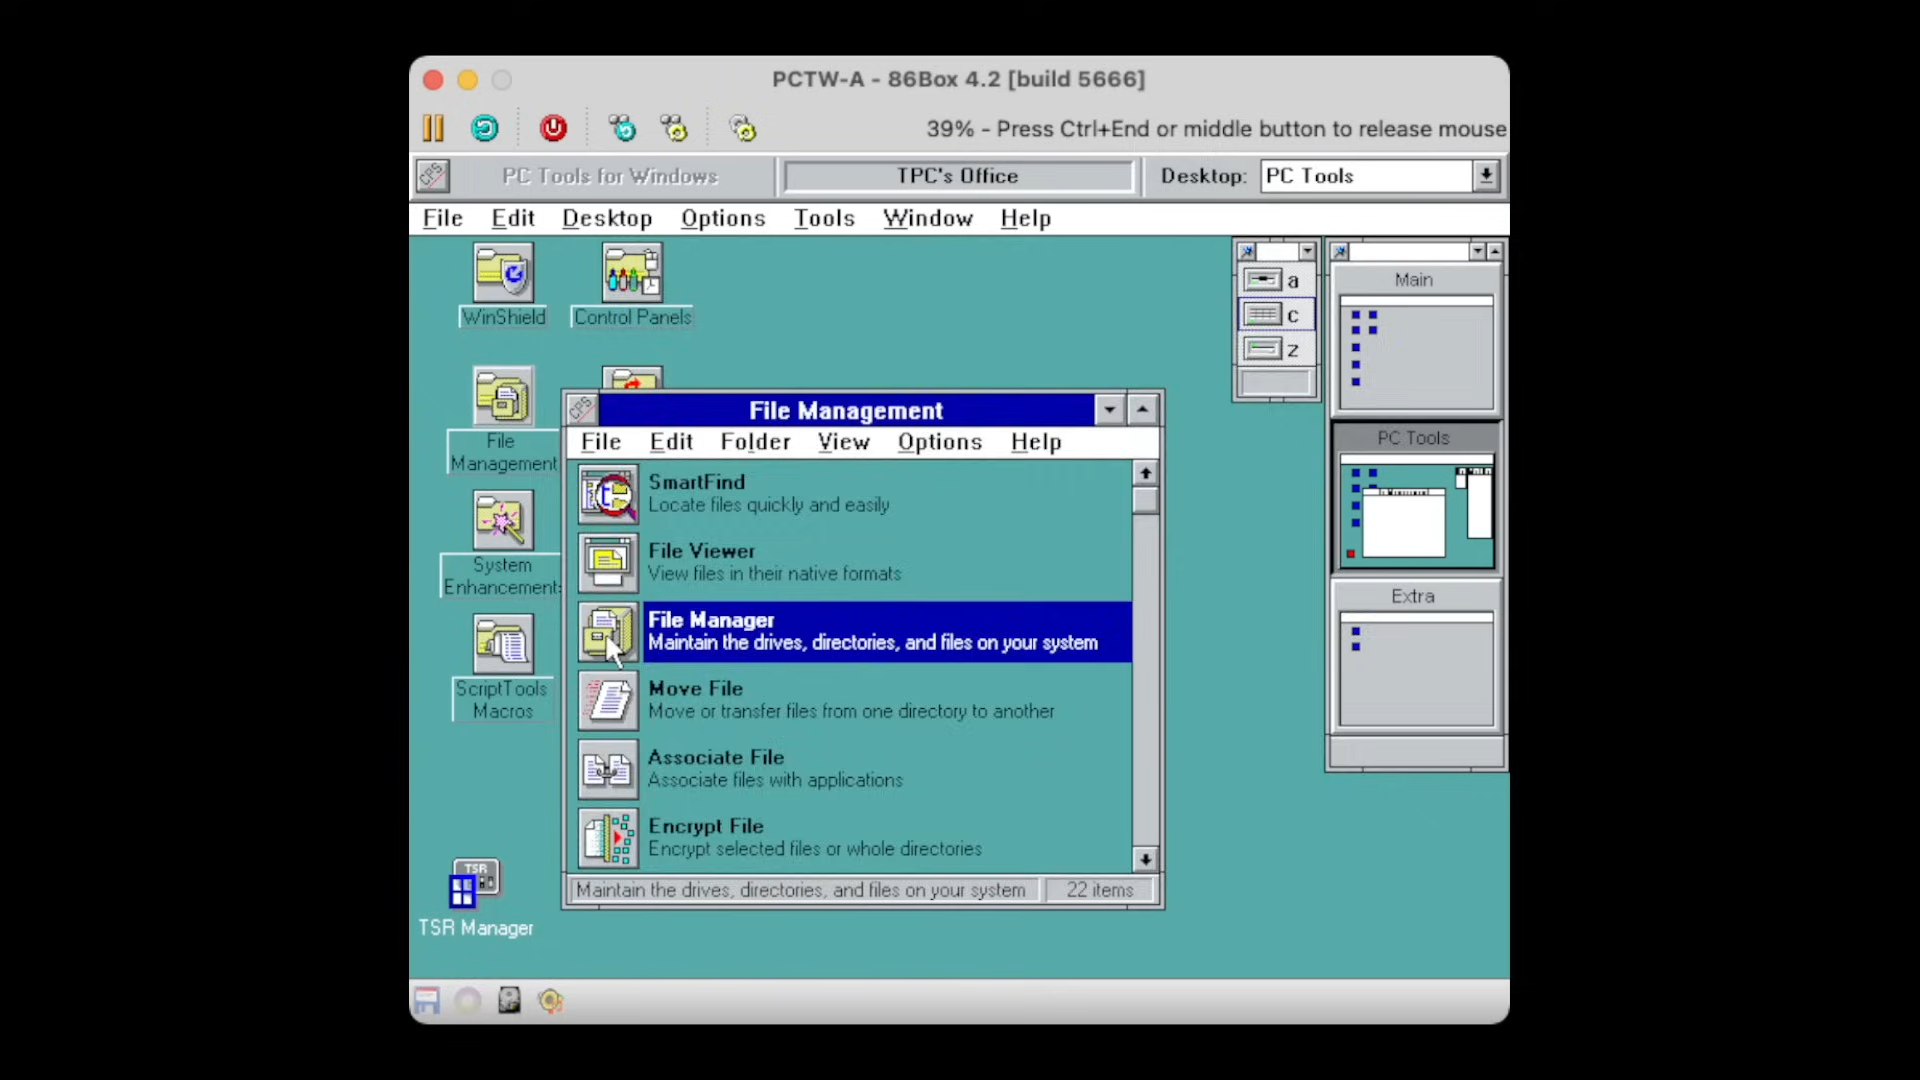 PCTW-A - 86Box 4.2 [build 5666]
39% - Press Ctrl+End or middle button to release mouse
CPS
PC Tools for Windows
TPC's Office
Desktop:
PC Tools
File Edit Desktop Options Tools Window Help
WinShield
Control Panels
a
c
z
Main
File
Management
CPS
File Management
File Edit Folder View Options Help
PC Tools
SmartFind
Locate files quickly and easily
File Viewer
View files in their native formats
System
Enhancement
File Manager
Maintain the drives, directories, and files on your system
Extra
ScriptTools
Macros
Move File
Move or transfer files from one directory to another
Associate File
Associate files with applications
Encrypt File
Encrypt selected files or whole directories
Maintain the drives, directories, and files on your system
22 items
TSR
TSR Manager